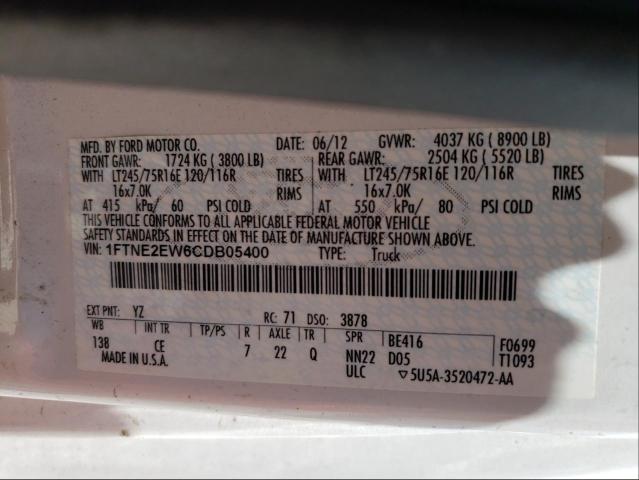 MFD. BY FORD MOTOR CO. DATE: 06/12 GVWR: 4037 KG ( 8900 LB)
FRONT GAWR: 1724 KG ( 3800 LB) REAR GAWR: 2504 KG ( 5520 LB)
WITH LT245/75R16E 120/116R TIRES WITH LT245/75R16E 120/116R TIRES
16x7.0K RIMS 16x7.0K RIMS
AT 415 kPa/ 60 PSI COLD AT 550 kPa/ 80 PSI COLD
THIS VEHICLE CONFORMS TO ALL APPLICABLE FEDERAL MOTOR VEHICLE
SAFETY STANDARDS IN EFFECT ON THE DATE OF MANUFACTURE SHOWN ABOVE.
VIN: 1FTNE2EW6CDB05400 TYPE: Truck
EXT PNT: YZ RC: 71 DSO: 3878
WB INT TR TP/PS R AXLE TR BE416 F0699
138 CE 7 22 Q NN22 D05 T1093
MADE IN U.S.A. ULC ▽5U5A-3520472-AA